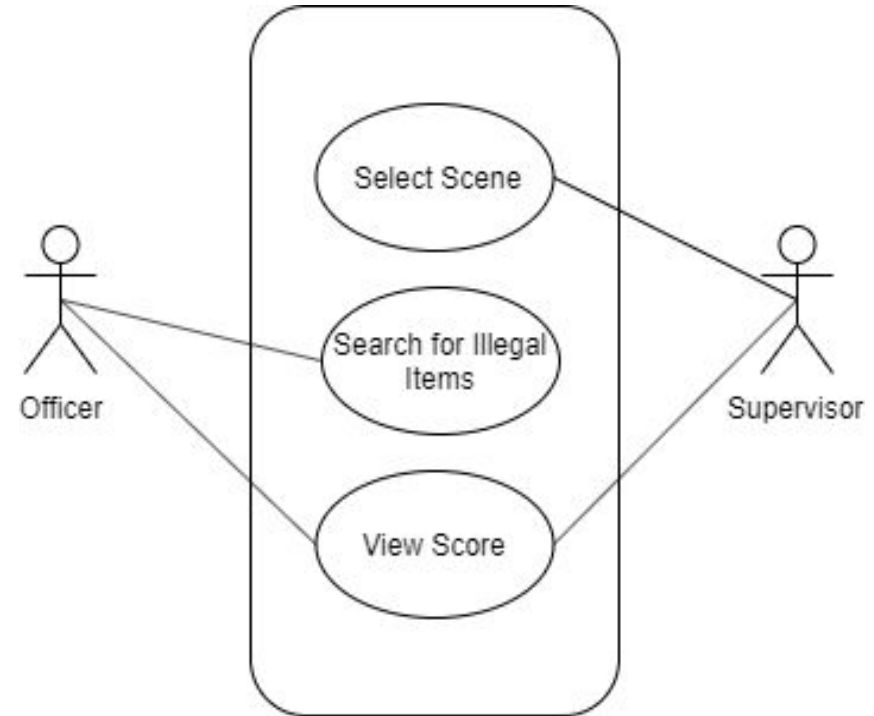 Select Scene
Search for Illegal
Items
Officer
Supervisor
View Score